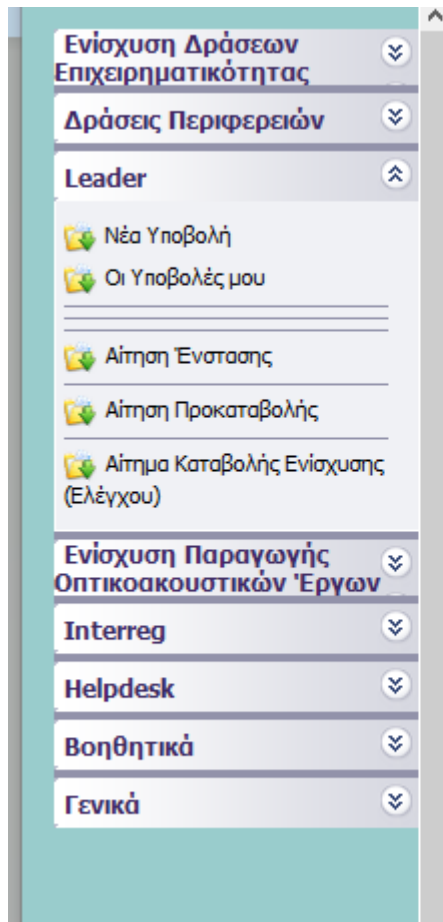 Ενίσχυση Δράσεων
Επιχειρηματικότητας
Δράσεις Περιφερειών
Leader
Νέα Υποβολή
Οι Υποβολές μου
Αίτηση Ένστασης
Αίτηση Προκαταβολής
Αίτημα Καταβολής Ενίσχυσης
(Ελέγχου)
Ενίσχυση Παραγωγής
Οπτικοακουστικών Έργων
Interreg
Helpdesk
Βοηθητικά
Γενικά